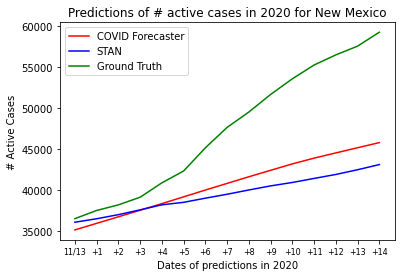 Predictions of # active cases in 2020 for New Mexico
COVID Forecaster
STAN
Ground Truth
# Active Cases
60000
55000
50000
45000
40000
35000
11/13 +1 +2 +3 +4 +5 +6 +7 +8 +9 +10 +11 +12 +13 +14
Dates of predictions in 2020